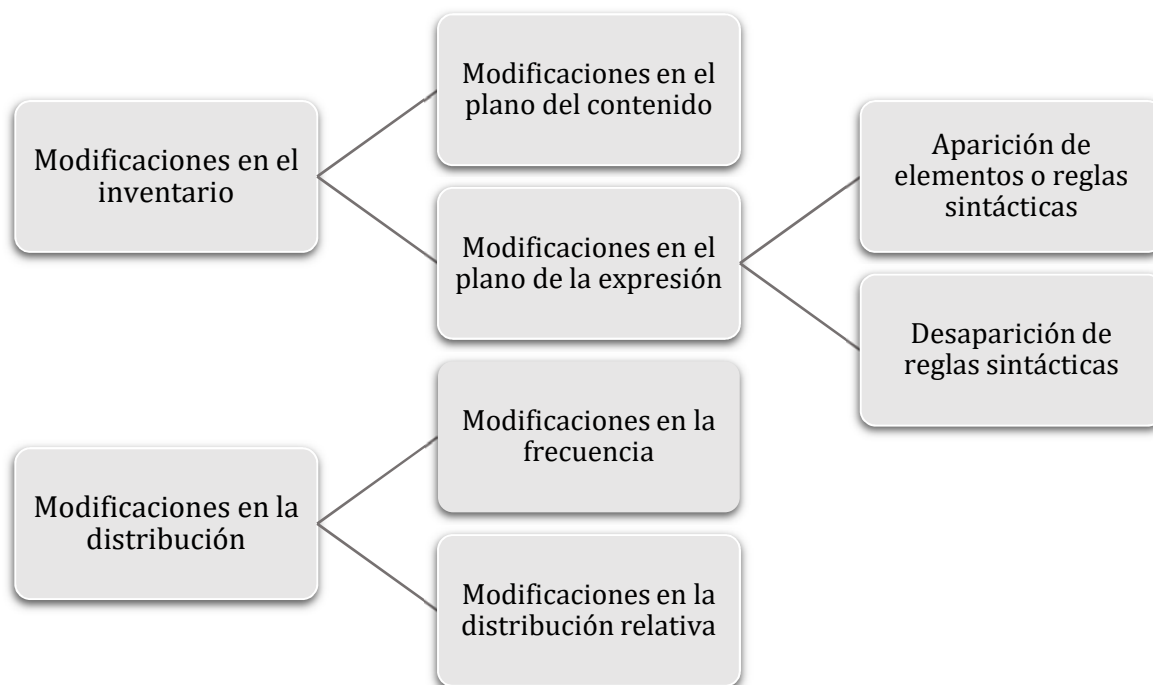 Modificaciones en el
inventario
Modificaciones en el
plano del contenido
Modificaciones en el
plano de la expresión
Aparición de
elementos o reglas
sintácticas
Desaparición de
reglas sintácticas
Modificaciones en la
distribución
Modificaciones en la
frecuencia
Modificaciones en la
distribución relativa